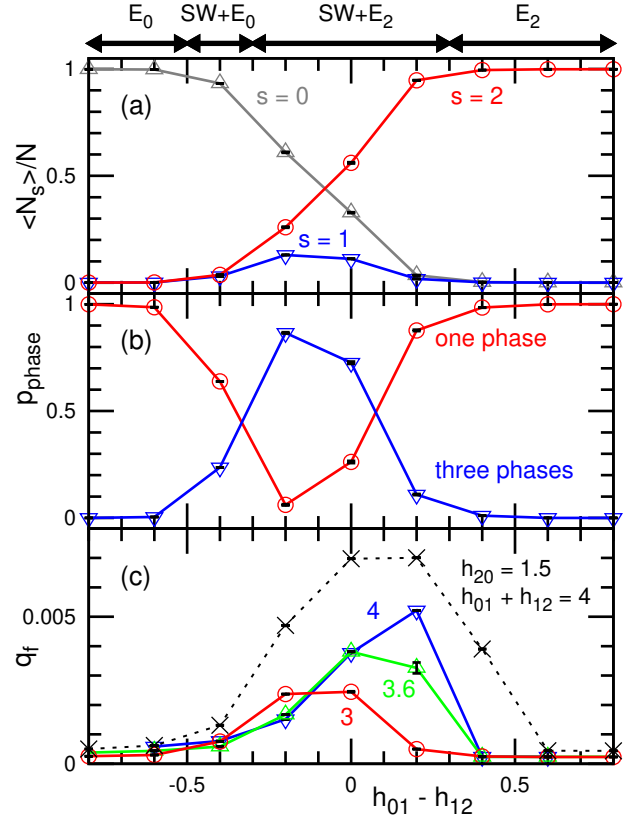 E0 SW+E0 SW+E2 E2
1
(a)
s = 0
s = 2
<Ns>/N
0.5
s = 1
0
1
(b)
one phase
pphase
0.5
three phases
0
(c)
h20 = 1.5
h01 + h12 = 4
4
0.005
qf
3.6
3
0
-0.5 0 0.5
h01 - h12